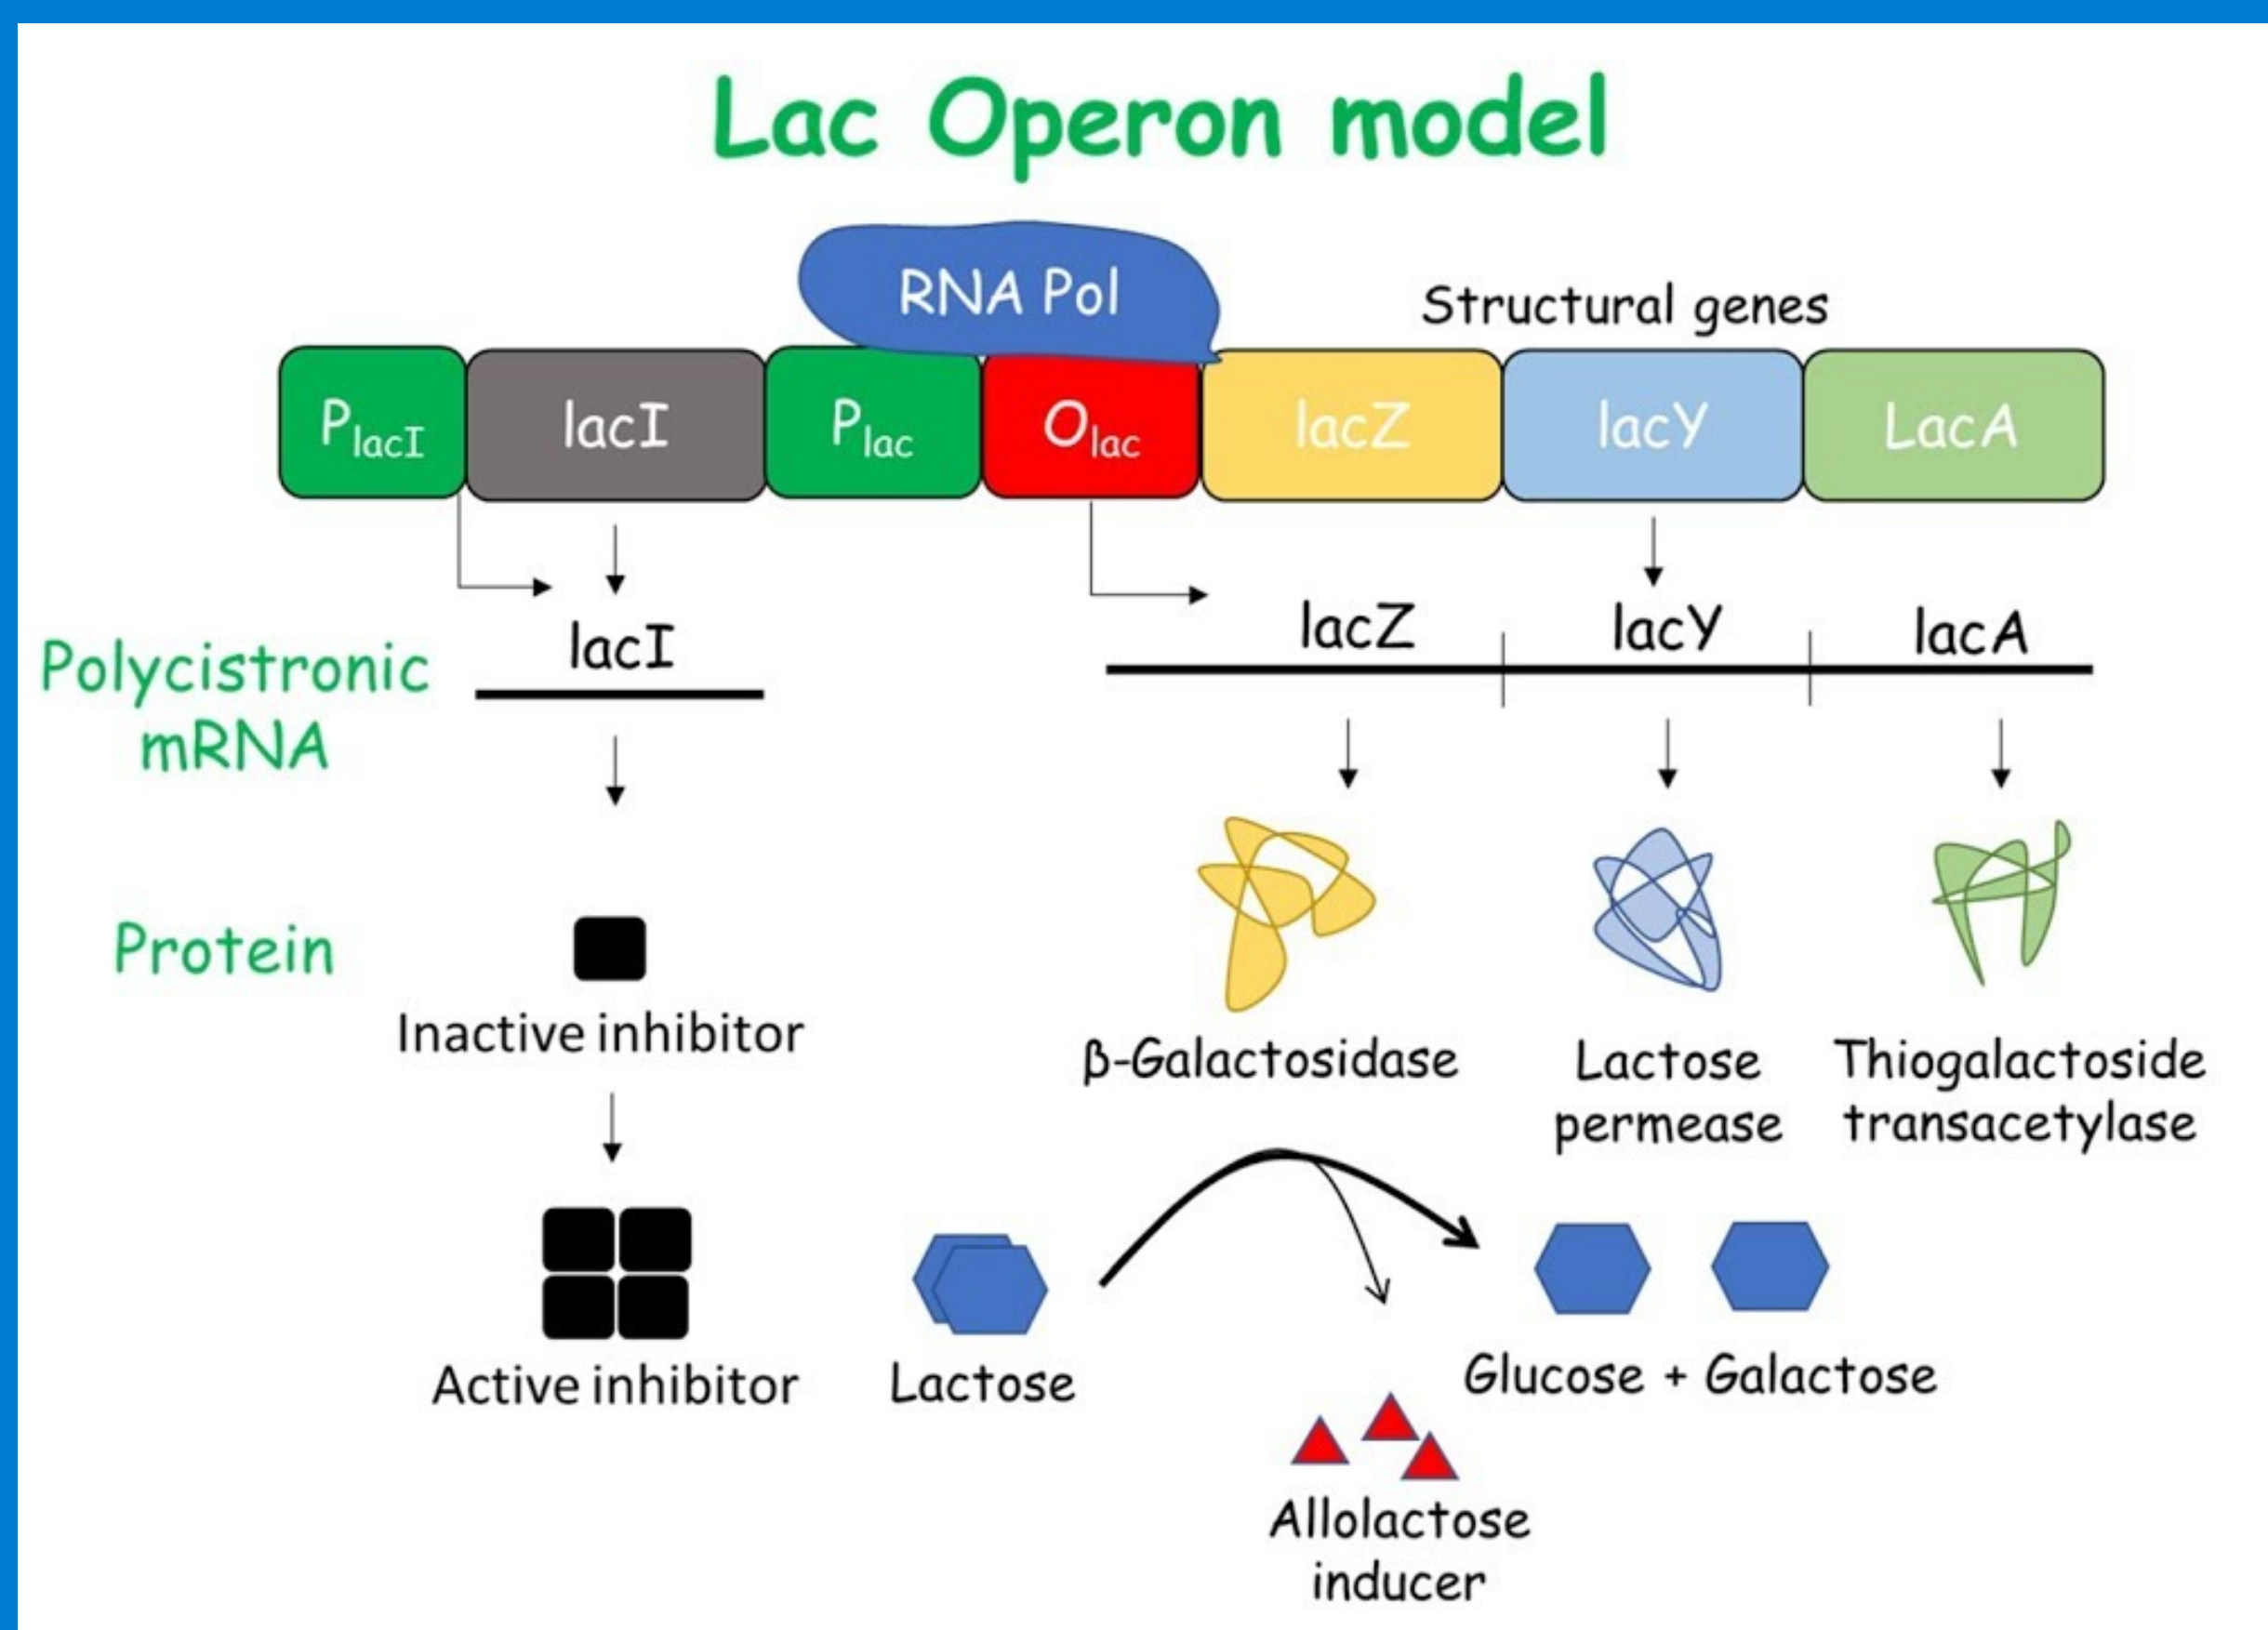 Lac Operon model
RNA Pol
Structural genes
PlacI
lacI
Plac
Olac
lacZ
lacY
LacA
Polycistronic
mRNA
lacI
lacZ
lacY
lacA
Protein
Inactive inhibitor
β-Galactosidase
Lactose
permease
Thiogalactoside
transacetylase
Active inhibitor
Lactose
Glucose + Galactose
Allolactose
inducer